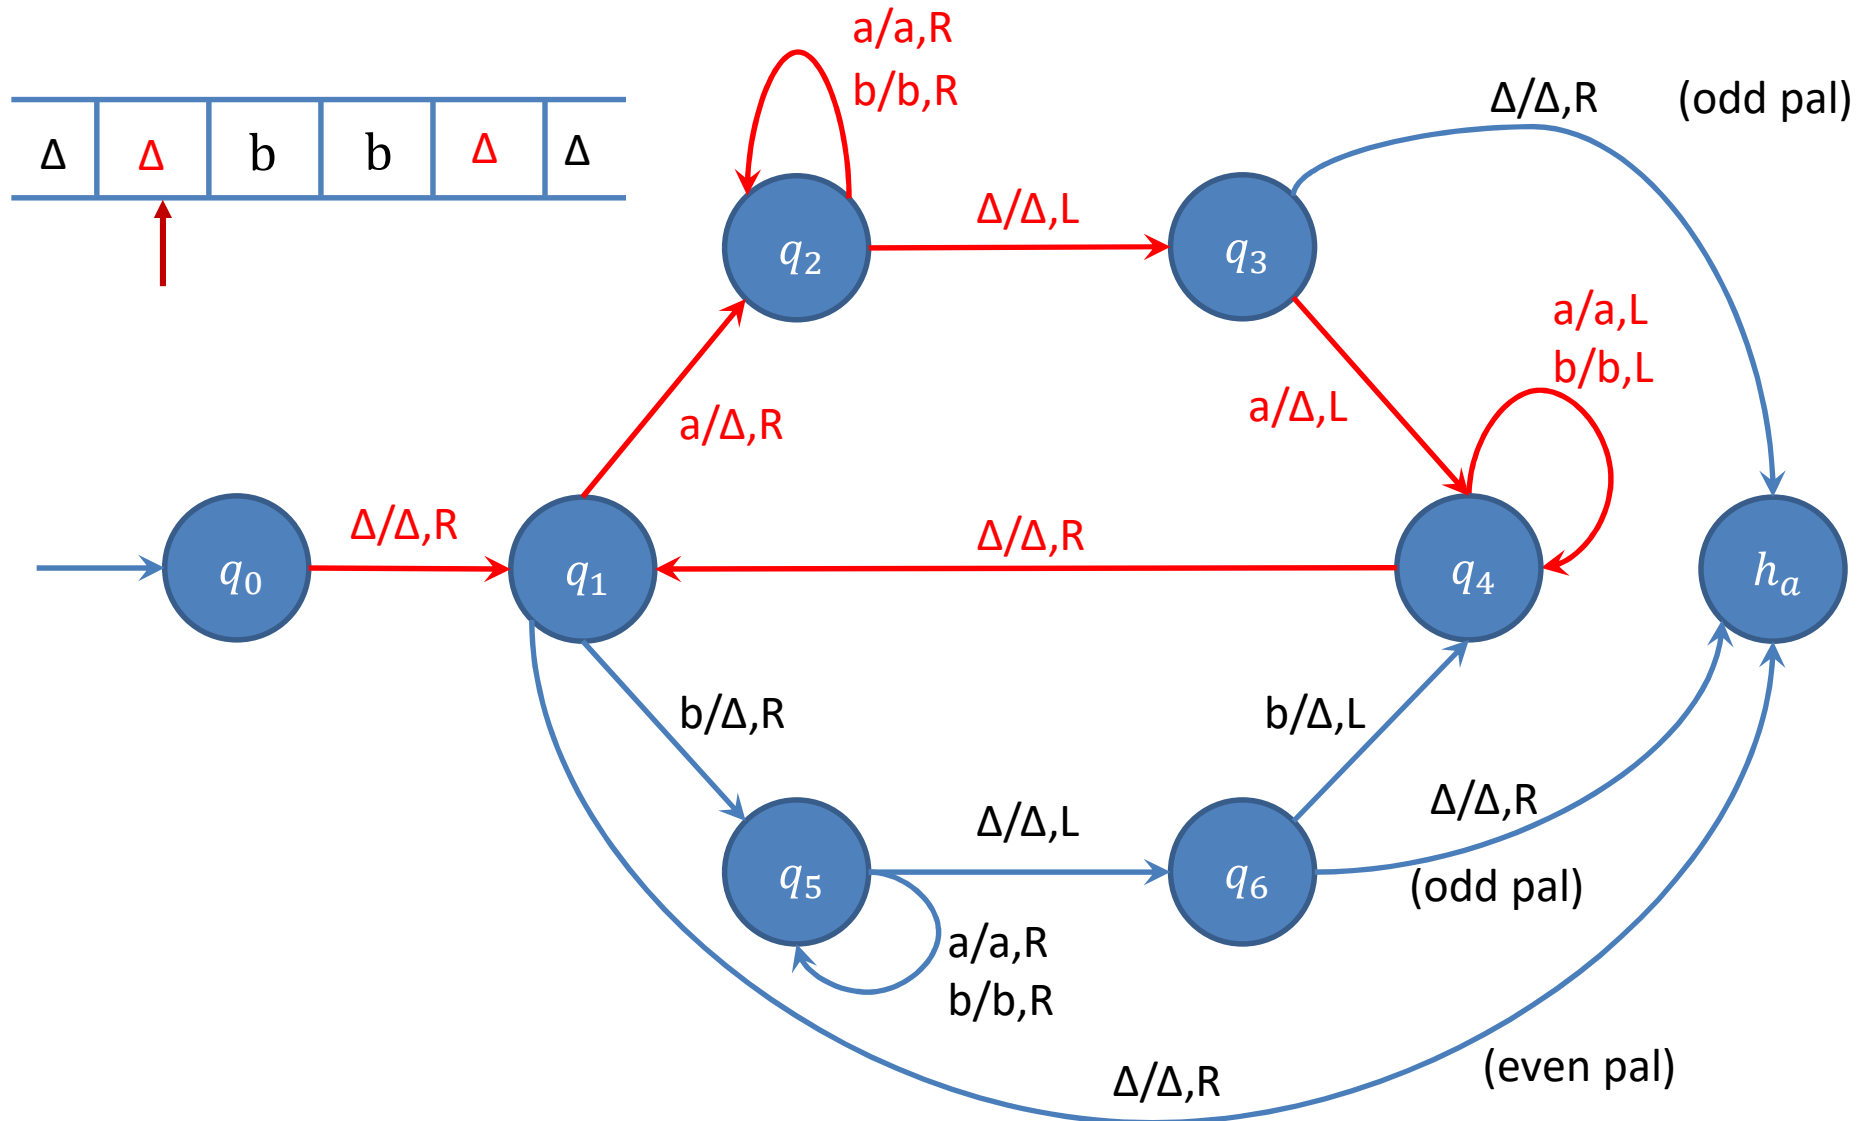 a/a,R
b/b,R
Δ/Δ,R (odd pal)
Δ Δ b b Δ Δ
Δ/Δ,L
q₂ q₃
a/a,L
b/b,L
a/Δ,R a/Δ,L
Δ/Δ,R Δ/Δ,R
q₀ q₁ q₄ hₐ
b/Δ,R b/Δ,L
Δ/Δ,L Δ/Δ,R
q₅ q₆ (odd pal)
a/a,R
b/b,R
Δ/Δ,R (even pal)